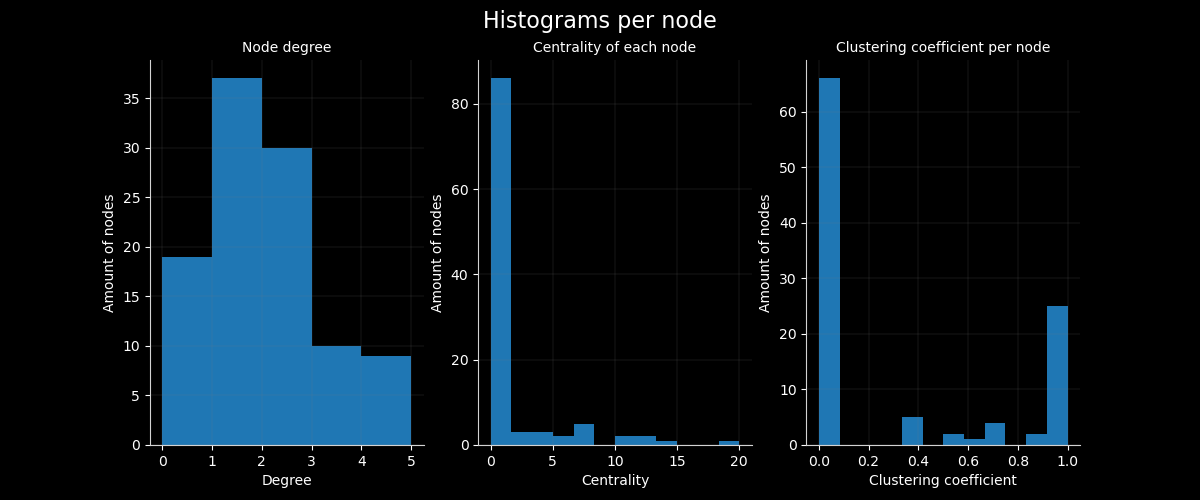 Histograms per node
Node degree
35
30
25
20
15
10
5
0
Amount of nodes
0 1 2 3 4 5
Degree
Centrality of each node
80
60
40
20
0
Amount of nodes
0 5 10 15 20
Centrality
Clustering coefficient per node
60
50
40
30
20
10
0
Amount of nodes
0.0 0.2 0.4 0.6 0.8 1.0
Clustering coefficient